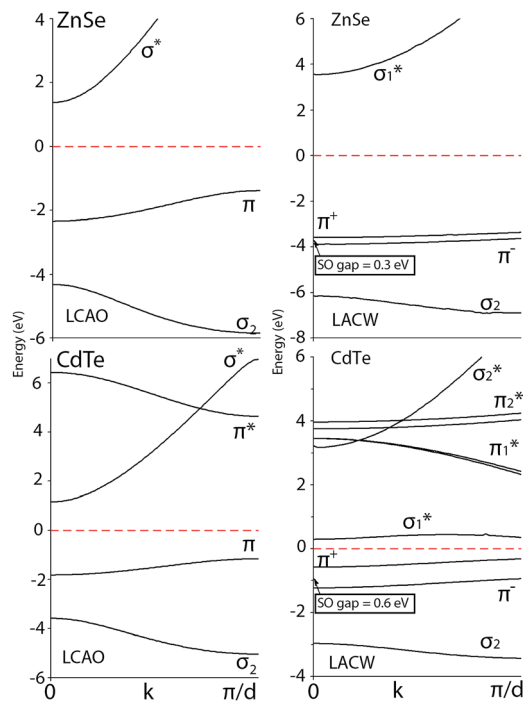 ZnSe
4
2
0
-2
-4
-6
σ*
π
σ2
LCAO
ZnSe
6
4
2
0
-2
-4
-6
-8
σ1*
π+
π-
SO gap = 0.3 eV
σ2
LACW
Energy (eV)
Energy (eV)
CdTe
6
4
2
0
-2
-4
-6
σ*
π*
π
σ2
LCAO
0 k π/d
CdTe
6
4
2
0
-2
-4
σ2*
π2*
π1*
σ1*
π+
π-
SO gap = 0.6 eV
σ2
LACW
0 k π/d